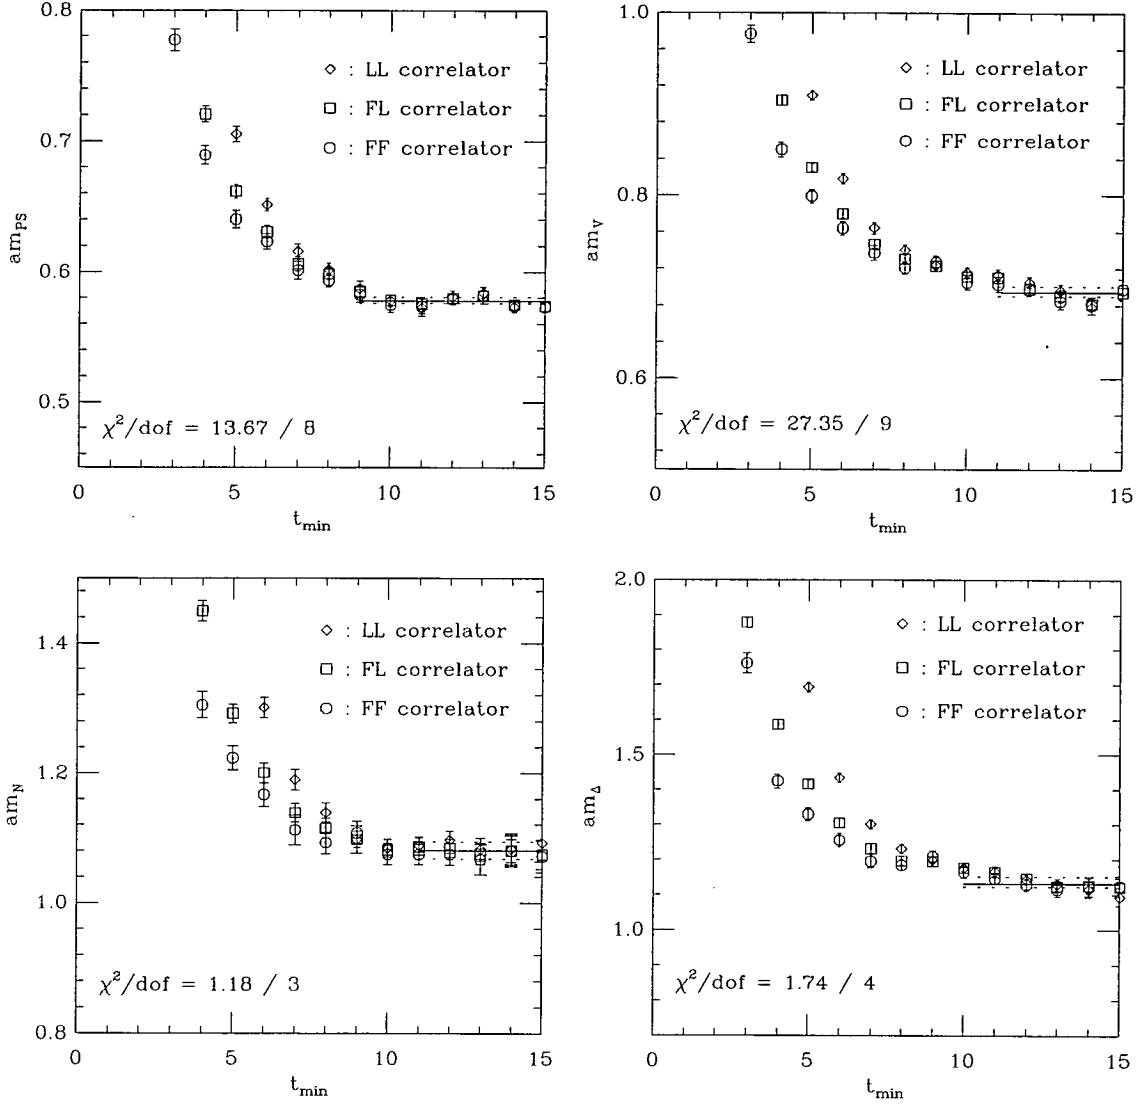 0.8
0.7
0.6
0.5
am_PS
◇ : LL correlator
□ : FL correlator
○ : FF correlator
χ²/dof = 13.67 / 8
0 5 10 15
t_min
1.0
0.8
0.6
am_V
◇ : LL correlator
□ : FL correlator
○ : FF correlator
χ²/dof = 27.35 / 9
0 5 10 15
t_min
1.4
1.2
1.0
0.8
am_N
◇ : LL correlator
□ : FL correlator
○ : FF correlator
χ²/dof = 1.18 / 3
0 5 10 15
t_min
2.0
1.5
1.0
am_Δ
◇ : LL correlator
□ : FL correlator
○ : FF correlator
χ²/dof = 1.74 / 4
0 5 10 15
t_min